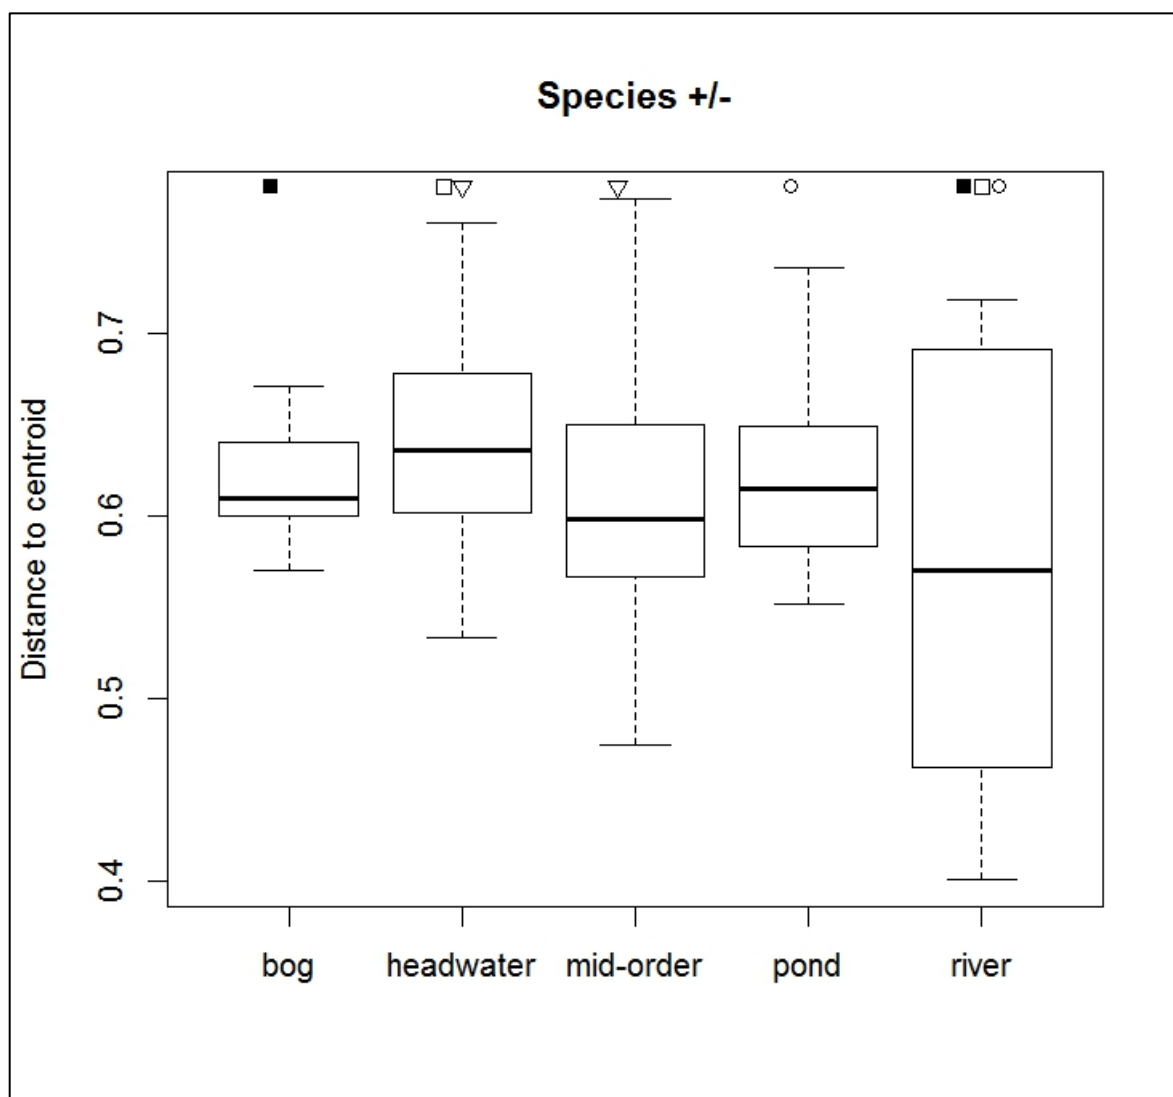 Species +/-
Distance to centroid
0.7
0.6
0.5
0.4
bog headwater mid-order pond river